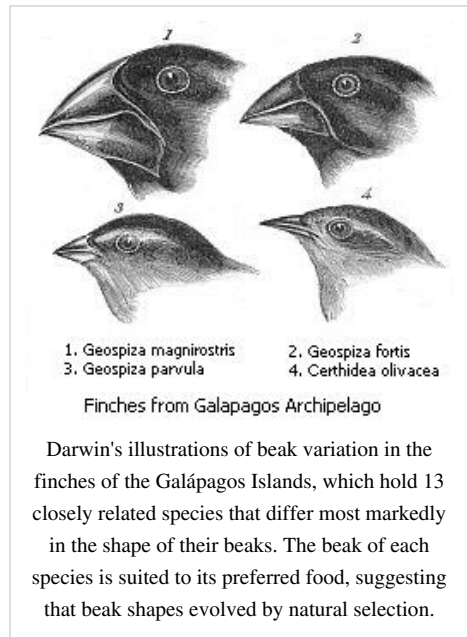 1
2
3
4
1. Geospiza magnirostris 2. Geospiza fortis
3. Geospiza parvula 4. Certhidea olivacea
Finches from Galapagos Archipelago
Darwin's illustrations of beak variation in the
finches of the Galápagos Islands, which hold 13
closely related species that differ most markedly
in the shape of their beaks. The beak of each
species is suited to its preferred food, suggesting
that beak shapes evolved by natural selection.